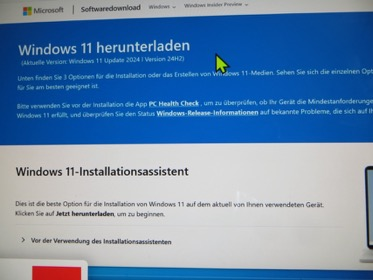 Microsoft Softwaredownload Windows Windows Insider Preview
Windows 11 herunterladen
(Aktuelle Version: Windows 11 Update 2024 l Version 24H2)
Unten finden Sie 3 Optionen für die Installation oder das Erstellen von Windows 11-Medien. Sehen Sie sich die einzelnen Opt
für Sie am besten geeignet ist.
Bitte verwenden Sie vor der Installation die App PC Health Check , um zu überprüfen, ob Ihr Gerät die Mindestanforderunge
Windows 11 erfüllt, und überprüfen Sie den Status Windows-Release-Informationen auf bekannte Probleme, die sich auf Ih
Windows 11-Installationsassistent
Dies ist die beste Option für die Installation von Windows 11 auf dem aktuell von Ihnen verwendeten Gerät.
Klicken Sie auf Jetzt herunterladen, um zu beginnen.
Vor der Verwendung des Installationsassistenten